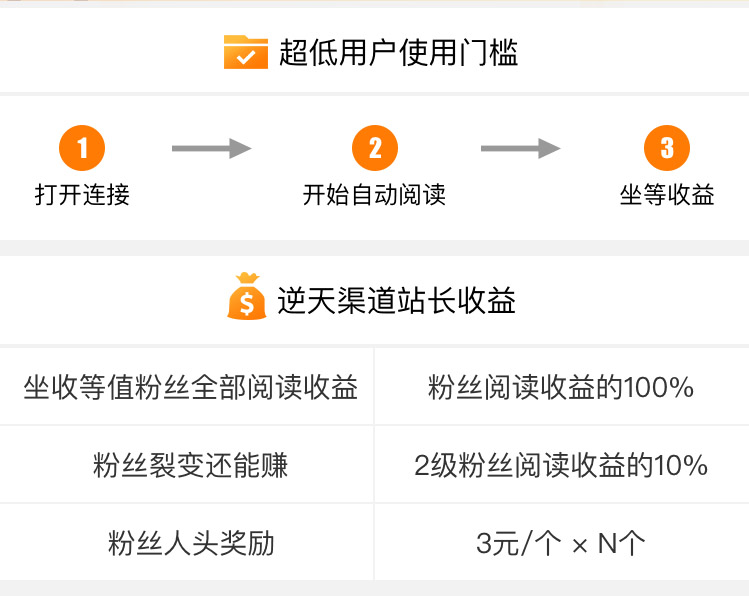 超低用户使用门槛
1
2
3
打开连接
开始自动阅读
坐等收益
$
逆天渠道站长收益
坐收等值粉丝全部阅读收益
粉丝阅读收益的100%
粉丝裂变还能赚
2级粉丝阅读收益的10%
粉丝人头奖励
3元/个 × N个